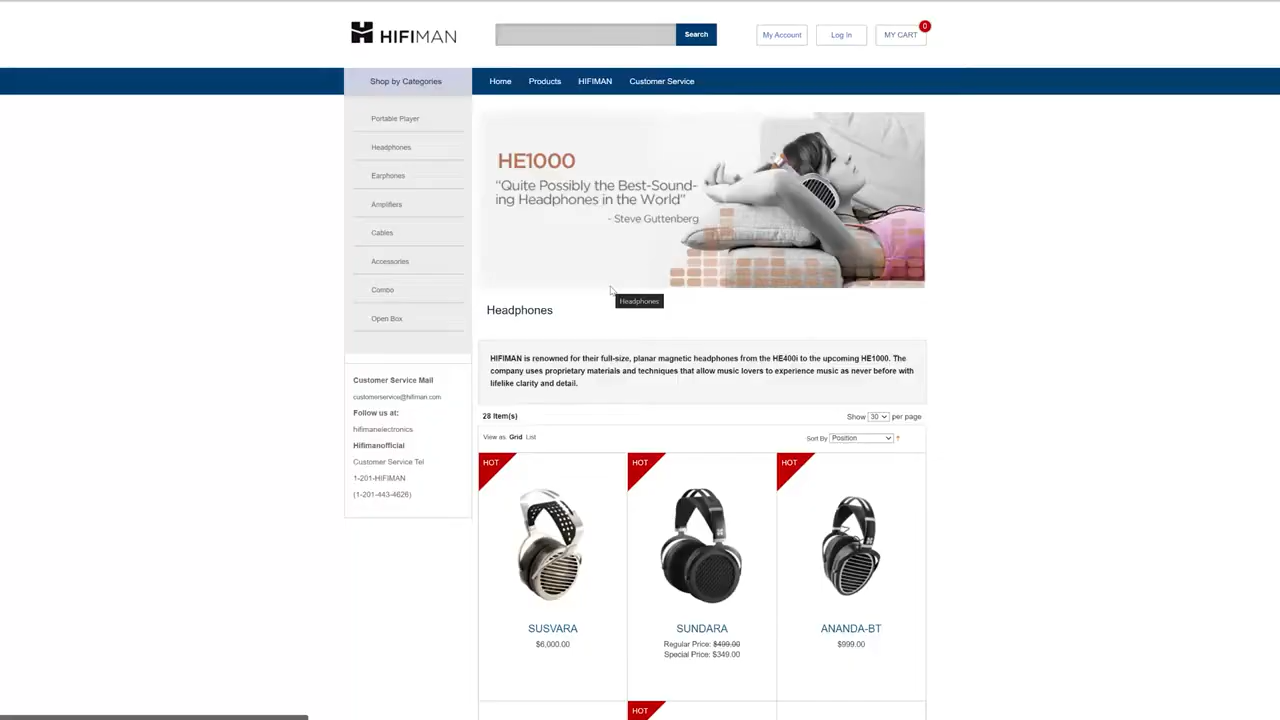 HIFIMAN
Search
My Account
Log In
MY CART
0
Shop by Categories
Home
Products
HIFIMAN
Customer Service
Portable Player
Headphones
Earphones
Amplifiers
Cables
Accessories
Combo
Open Box
Customer Service Mail
customerservice@hifiman.com
Follow us at:
hifimanelectronics
Hifimanofficial
Customer Service Tel
1-201-HIFIMAN
(1-201-443-4626)
HE1000
"Quite Possibly the Best-Sound-
ing Headphones in the World"
- Steve Guttenberg
Headphones
Headphones
HIFIMAN is renowned for their full-size, planar magnetic headphones from the HE400i to the upcoming HE1000. The
company uses proprietary materials and techniques that allow music lovers to experience music as never before with
lifelike clarity and detail.
28 Item(s)
Show 30 per page
View as Grid List
Sort By Position
HOT
HOT
HOT
SUSVARA
$6,000.00
SUNDARA
Regular Price: $499.00
Special Price: $349.00
ANANDA-BT
$999.00
HOT